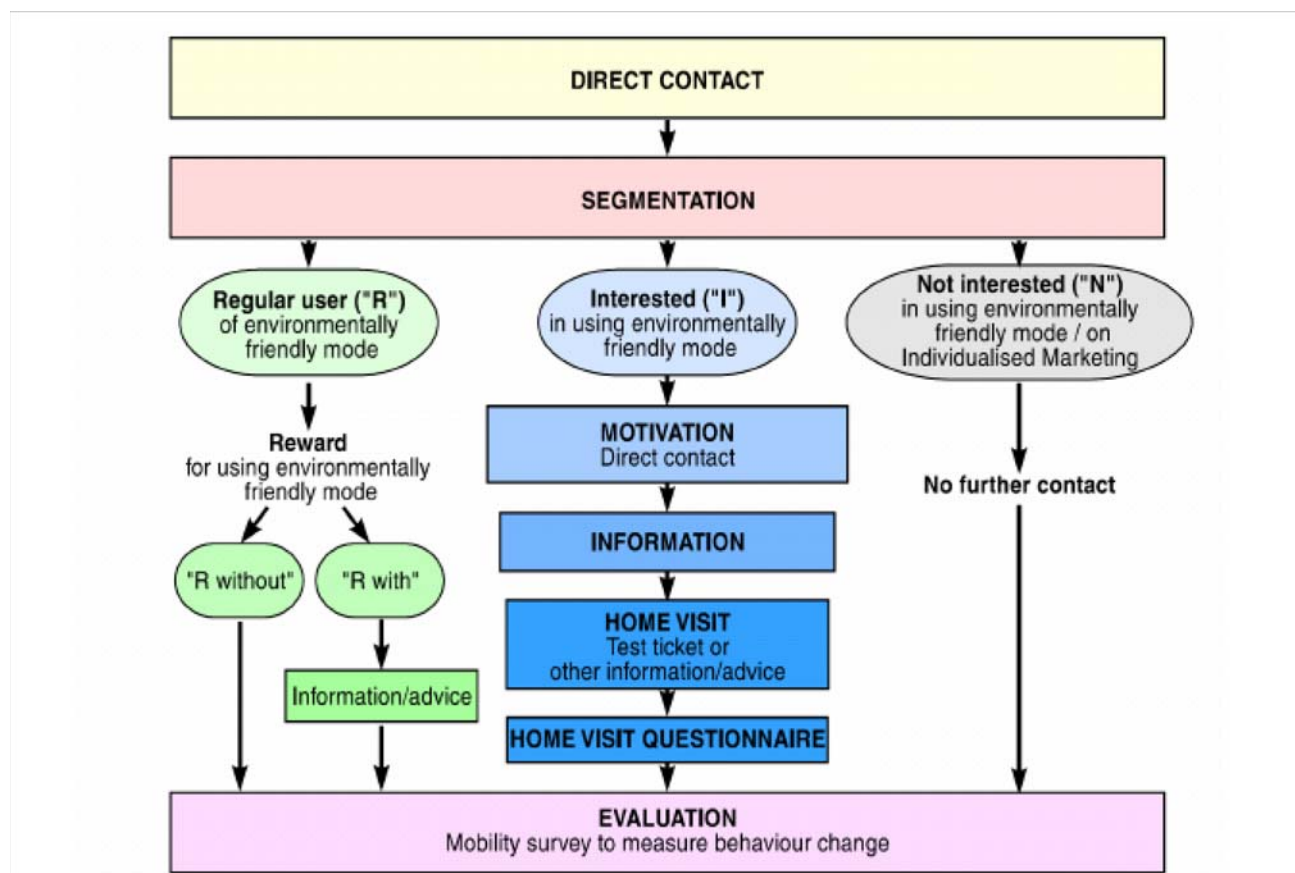 DIRECT CONTACT
SEGMENTATION
Regular user ("R")
of environmentally
friendly mode
Interested ("I")
in using environmentally
friendly mode
Not interested ("N")
in using environmentally
friendly mode / on
Individualised Marketing
Reward
for using environmentally
friendly mode
MOTIVATION
Direct contact
No further contact
INFORMATION
"R without"
"R with"
HOME VISIT
Test ticket or
other information/advice
Information/advice
HOME VISIT QUESTIONNAIRE
EVALUATION
Mobility survey to measure behaviour change